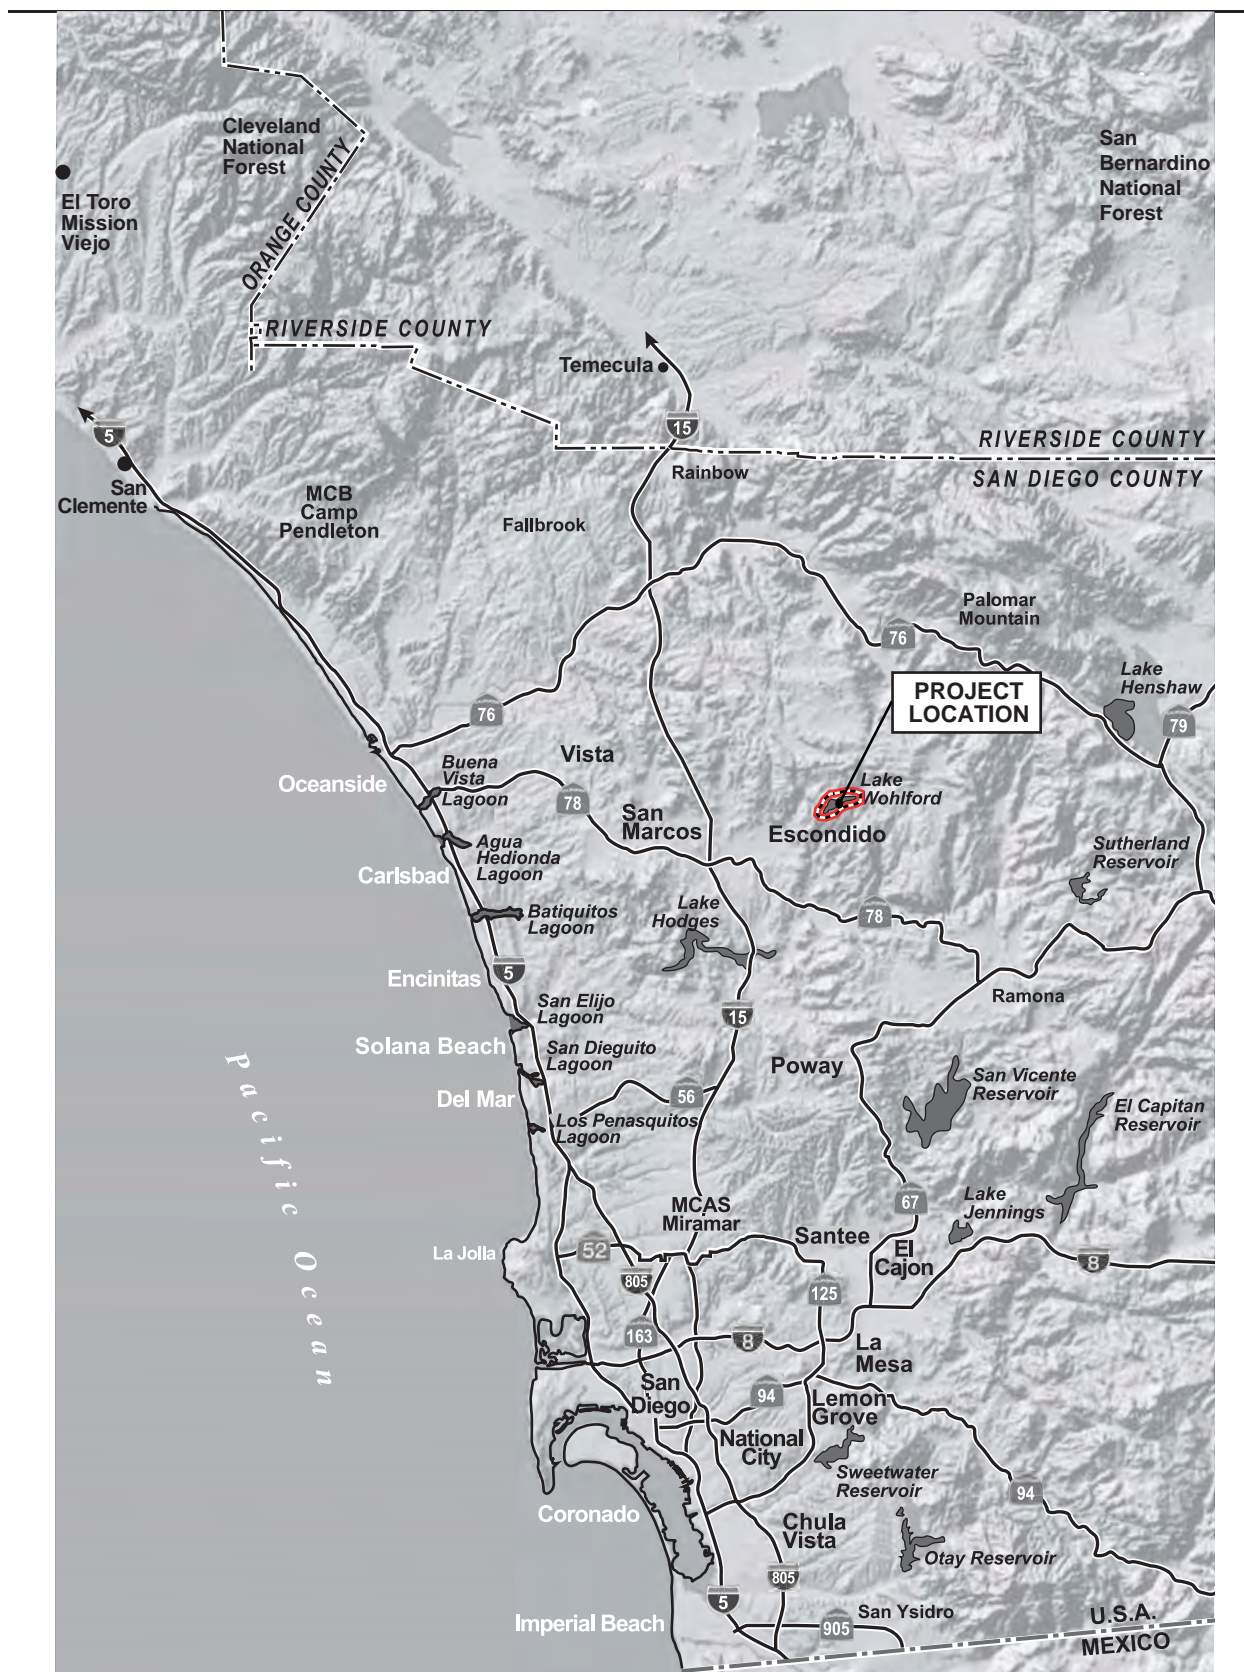 Cleveland
National
Forest
San
Bernardino
National
Forest
El Toro
Mission
Viejo
ORANGE COUNTY
RIVERSIDE COUNTY
Temecula
5
15
RIVERSIDE COUNTY
SAN DIEGO COUNTY
Rainbow
San
Clemente
MCB
Camp
Pendleton
Fallbrook
Palomar
Mountain
76
Lake
Henshaw
PROJECT
LOCATION
76
79
Vista
Buena
Vista
Lagoon
Oceanside
78
Lake
Wohlford
San
Marcos
Escondido
Agua
Hedionda
Lagoon
Sutherland
Reservoir
Carlsbad
Batiquitos
Lagoon
Lake
Hodges
78
Encinitas
5
Ramona
San Elijo
Lagoon
15
Solana Beach
San Dieguito
Lagoon
Poway
San Vicente
Reservoir
Del Mar
56
El Capitan
Reservoir
Los Penasquitos
Lagoon
Pacific Ocean
MCAS
Miramar
67
Lake
Jennings
Santee
El
Cajon
La Jolla
52
8
805
125
163
8
La
Mesa
San
Diego
94
Lemon
Grove
National
City
Sweetwater
Reservoir
94
Coronado
Chula
Vista
Otay Reservoir
805
5
Imperial Beach
905
San Ysidro
U.S.A.
MEXICO